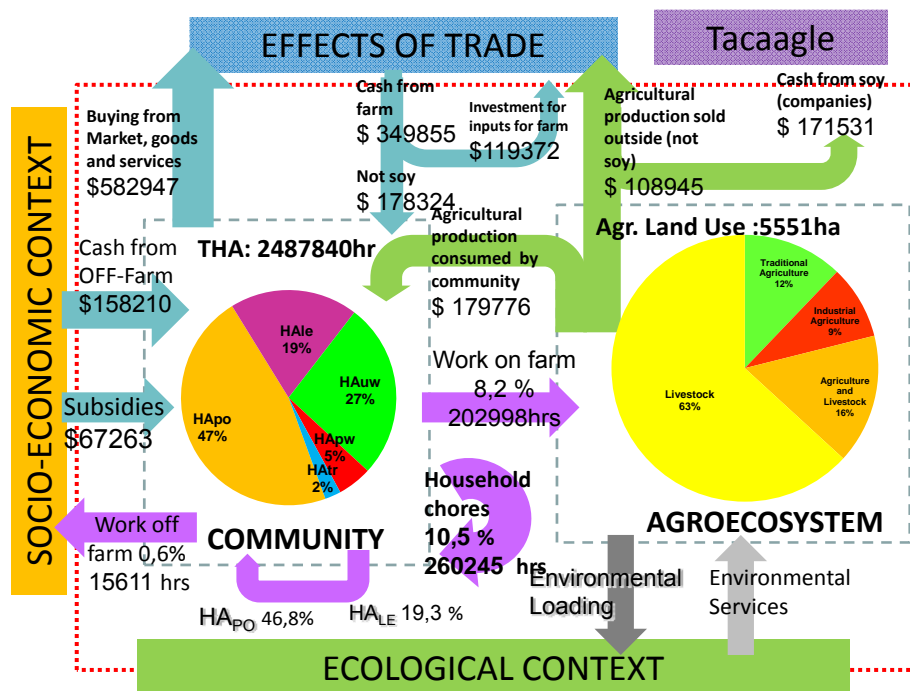 EFFECTS OF TRADE
Tacaagle
SOCIO-ECONOMIC CONTEXT
Buying from
Market, goods
and services
$582947
Cash from
farm
$ 349855
Not soy
$ 178324
Investment for
inputs for farm
$119372
Agricultural
production sold
outside (not
soy)
$ 108945
Cash from soy
(companies)
$ 171531
Cash from
OFF-Farm
$158210
Subsidies
$67263
Work off
farm 0,6%
15611 hrs
THA: 2487840hr
HAle
19%
HAuw
27%
HApw
5%
HAtr
2%
HApo
47%
COMMUNITY
HAPO 46,8%
HALE 19,3 %
Agricultural
production
consumed by
community
$ 179776
Work on farm
8,2 %
202998hrs
Household
chores
10,5 %
260245 hrs
Agr. Land Use :5551ha
Traditional
Agriculture
12%
Industrial
Agriculture
9%
Agriculture
and
Livestock
16%
Livestock
63%
AGROECOSYSTEM
Environmental
Loading
Environmental
Services
ECOLOGICAL CONTEXT